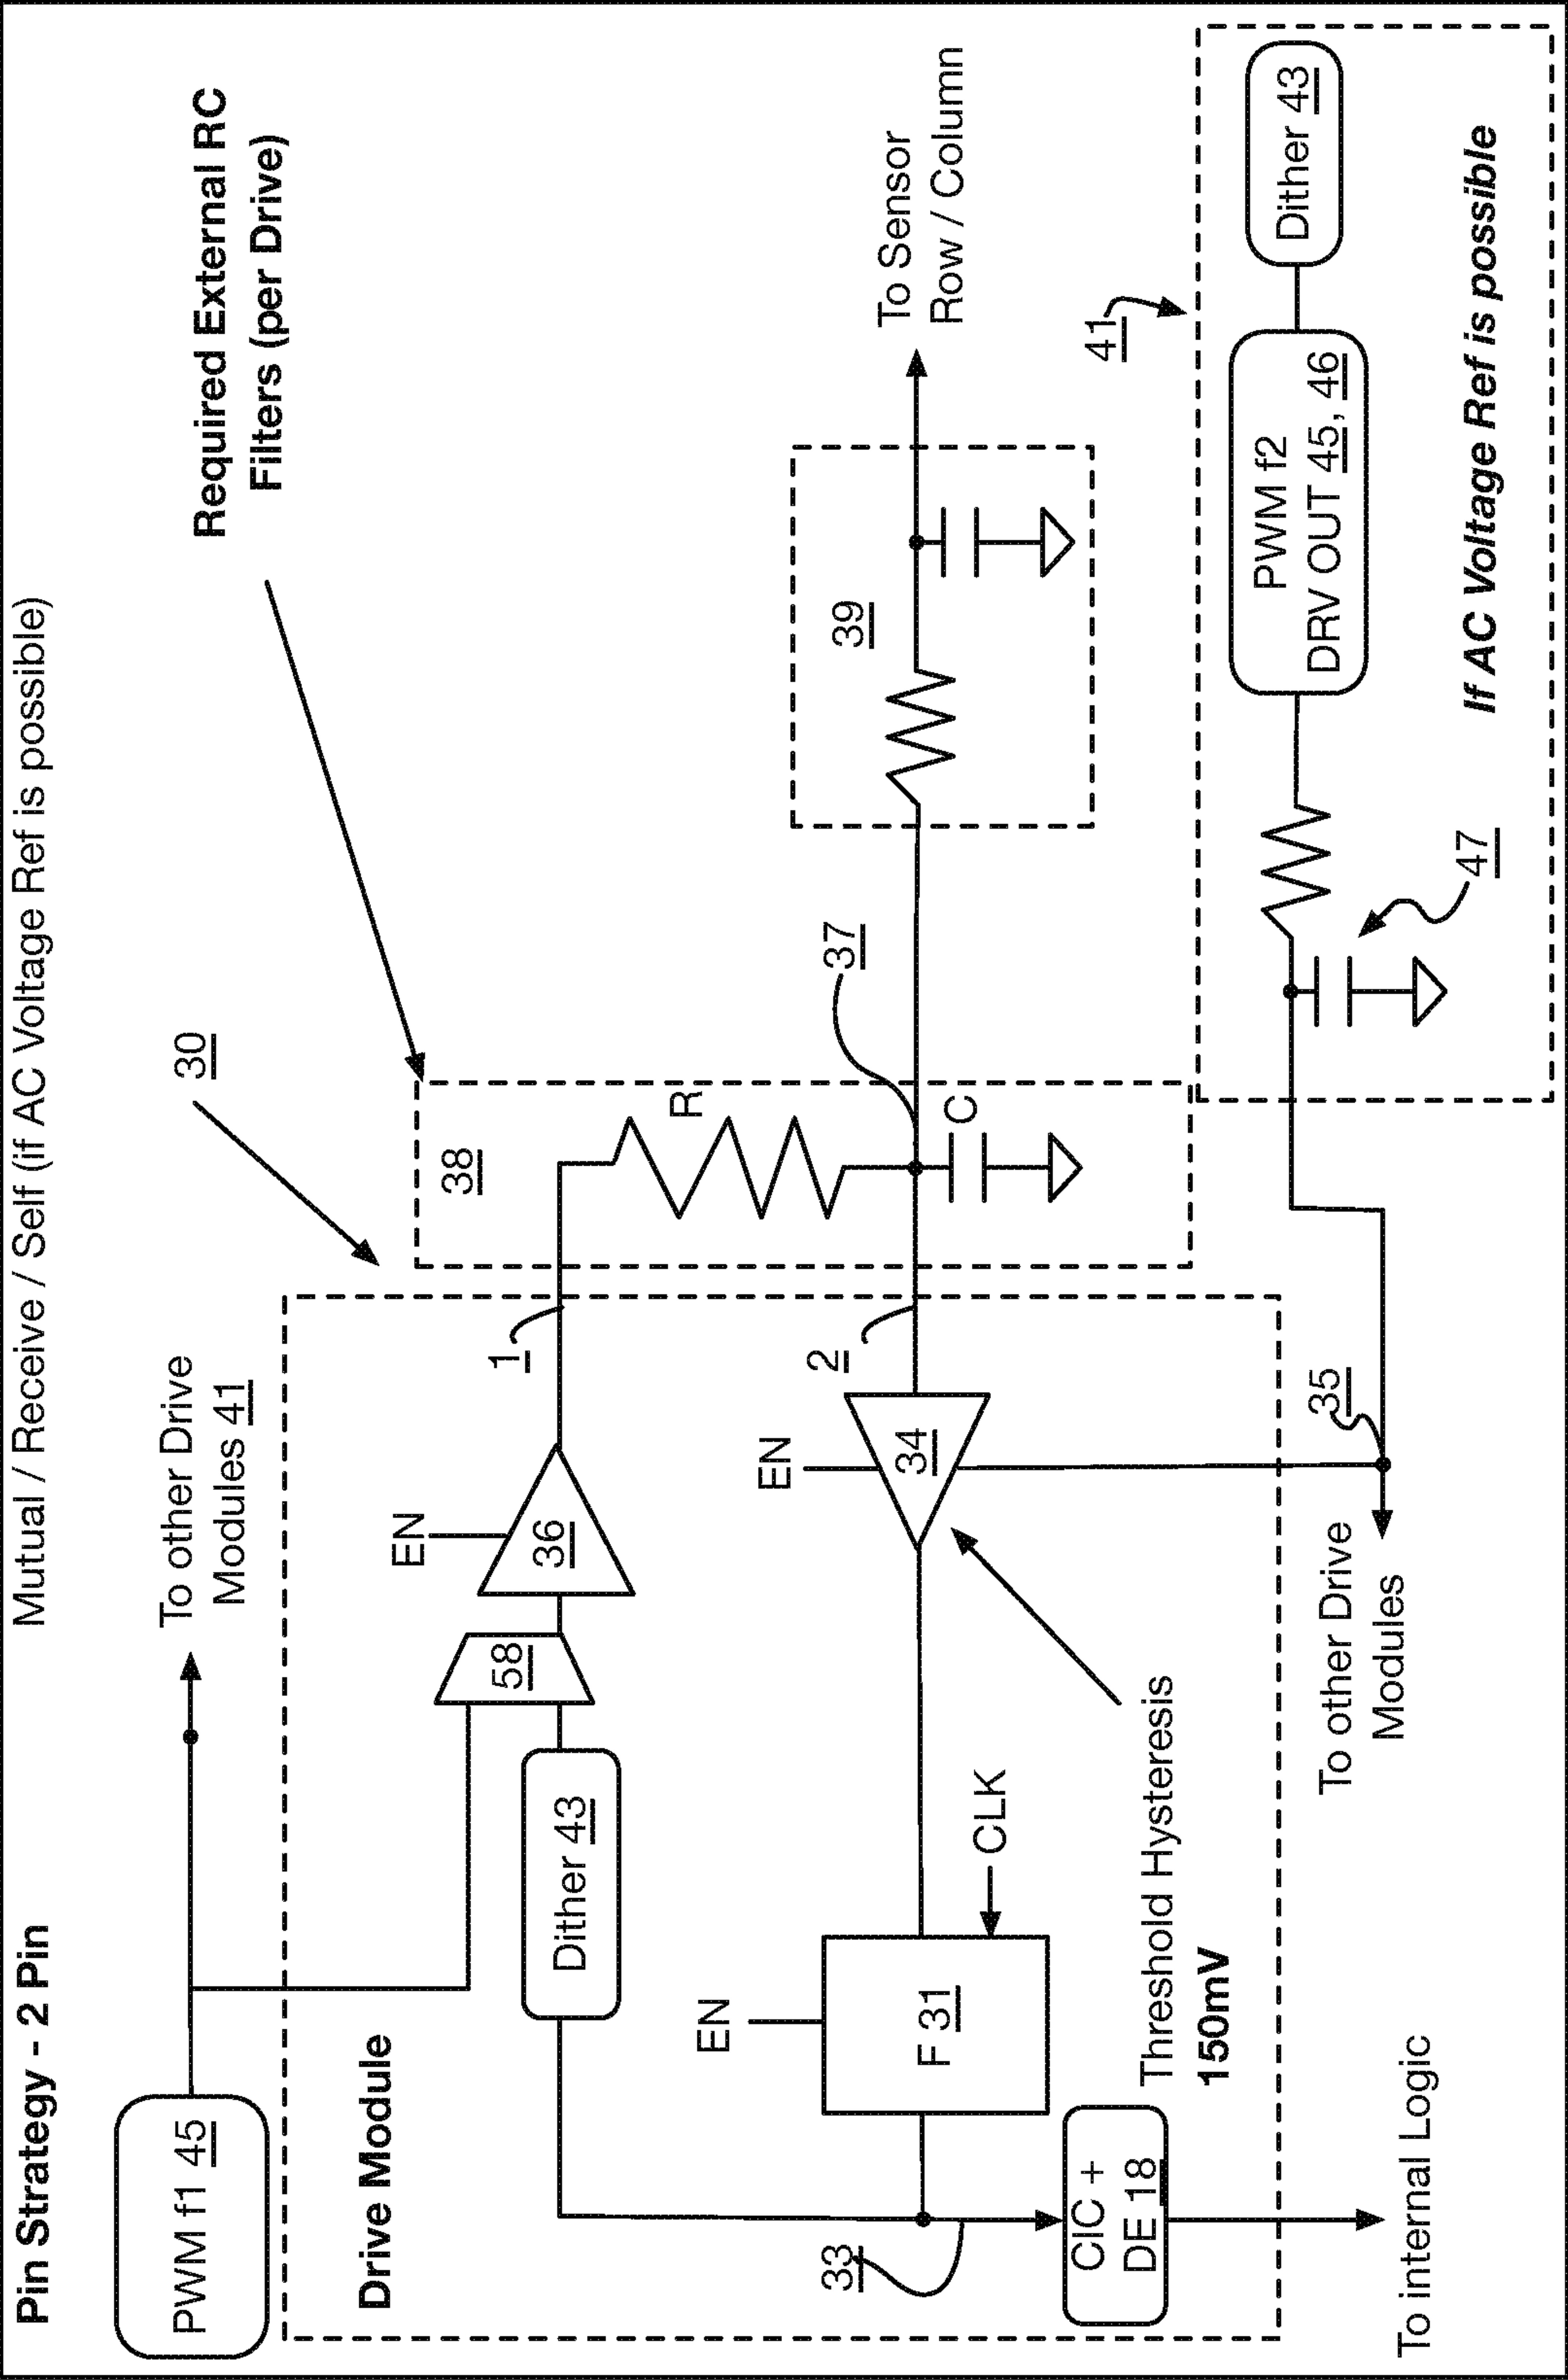 Pin Strategy - 2 Pin
Mutual / Receive / Self (if AC Voltage Ref is possible)
PWM f1 45
To other Drive
Modules 41
30
Required External RC
Filters (per Drive)
Drive Module
EN
36
58
Dither 43
1
38
R
EN
F 31
CLK
EN
34
2
37
C
39
To Sensor
Row / Column
33
CIC +
DE 18
Threshold Hysteresis
150mV
To internal Logic
35
To other Drive
Modules
41
47
PWM f2
DRV OUT 45, 46
Dither 43
If AC Voltage Ref is possible